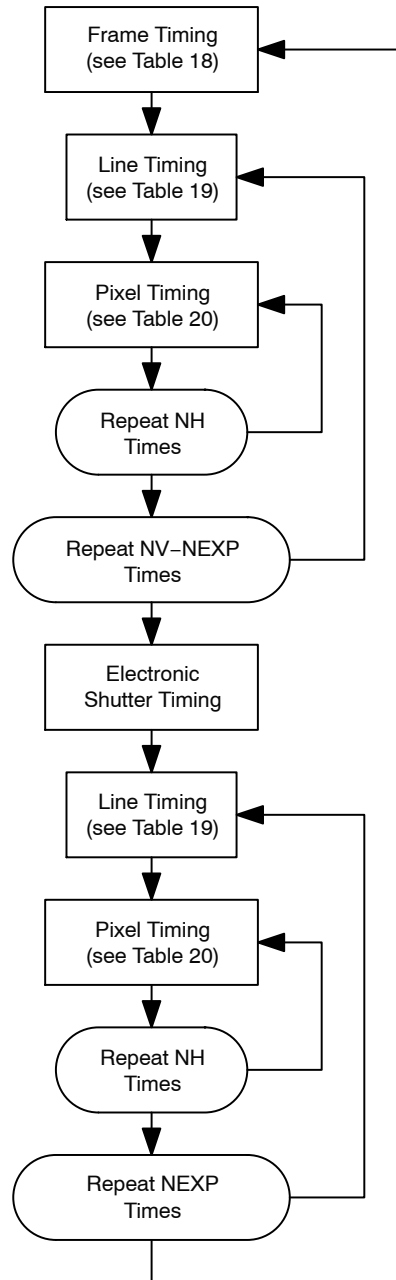 Frame Timing
(see Table 18)
Line Timing
(see Table 19)
Pixel Timing
(see Table 20)
Repeat NH
Times
Repeat NV−NEXP
Times
Electronic
Shutter Timing
Line Timing
(see Table 19)
Pixel Timing
(see Table 20)
Repeat NH
Times
Repeat NEXP
Times